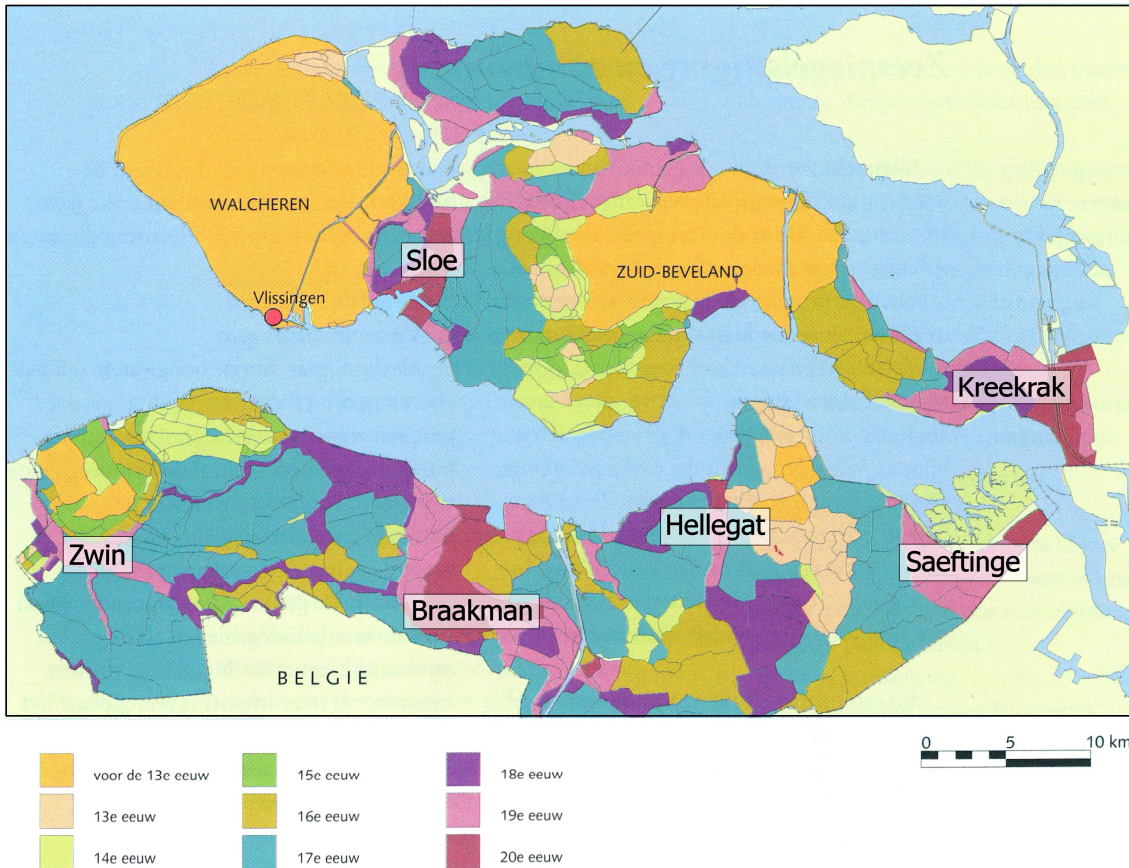 WALCHEREN
Sloe
ZUID-BEVELAND
Vlissingen
Kreekrak
Hellegat
Zwin
Saeftinge
Braakman
BELGIE
0 5 10 km
voor de 13e eeuw
13e eeuw
14e eeuw
15e eeuw
16e eeuw
17e eeuw
18e eeuw
19e eeuw
20e eeuw